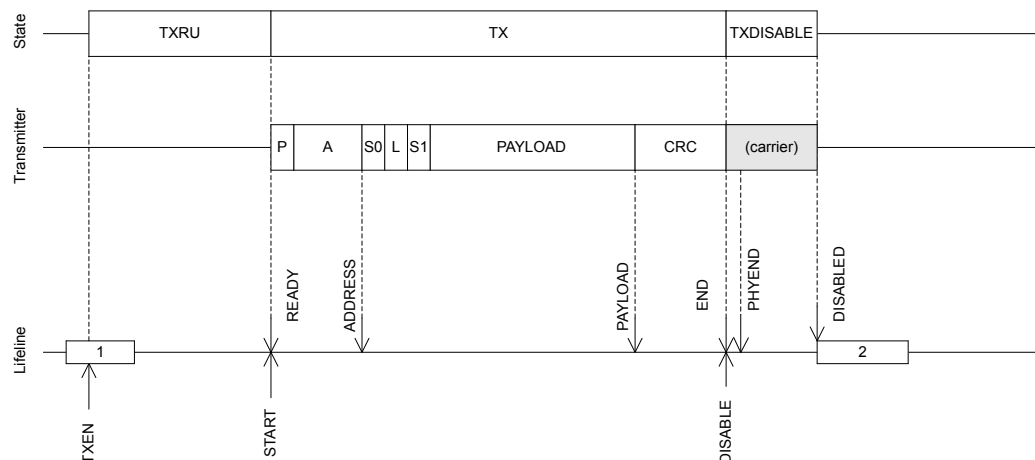 State
TXRU
TX
TXDISABLE
Transmitter
P
A
S0
L
S1
PAYLOAD
CRC
(carrier)
READY
ADDRESS
PAYLOAD
END
PHYEND
DISABLED
Lifeline
1
2
TXEN
START
DISABLE